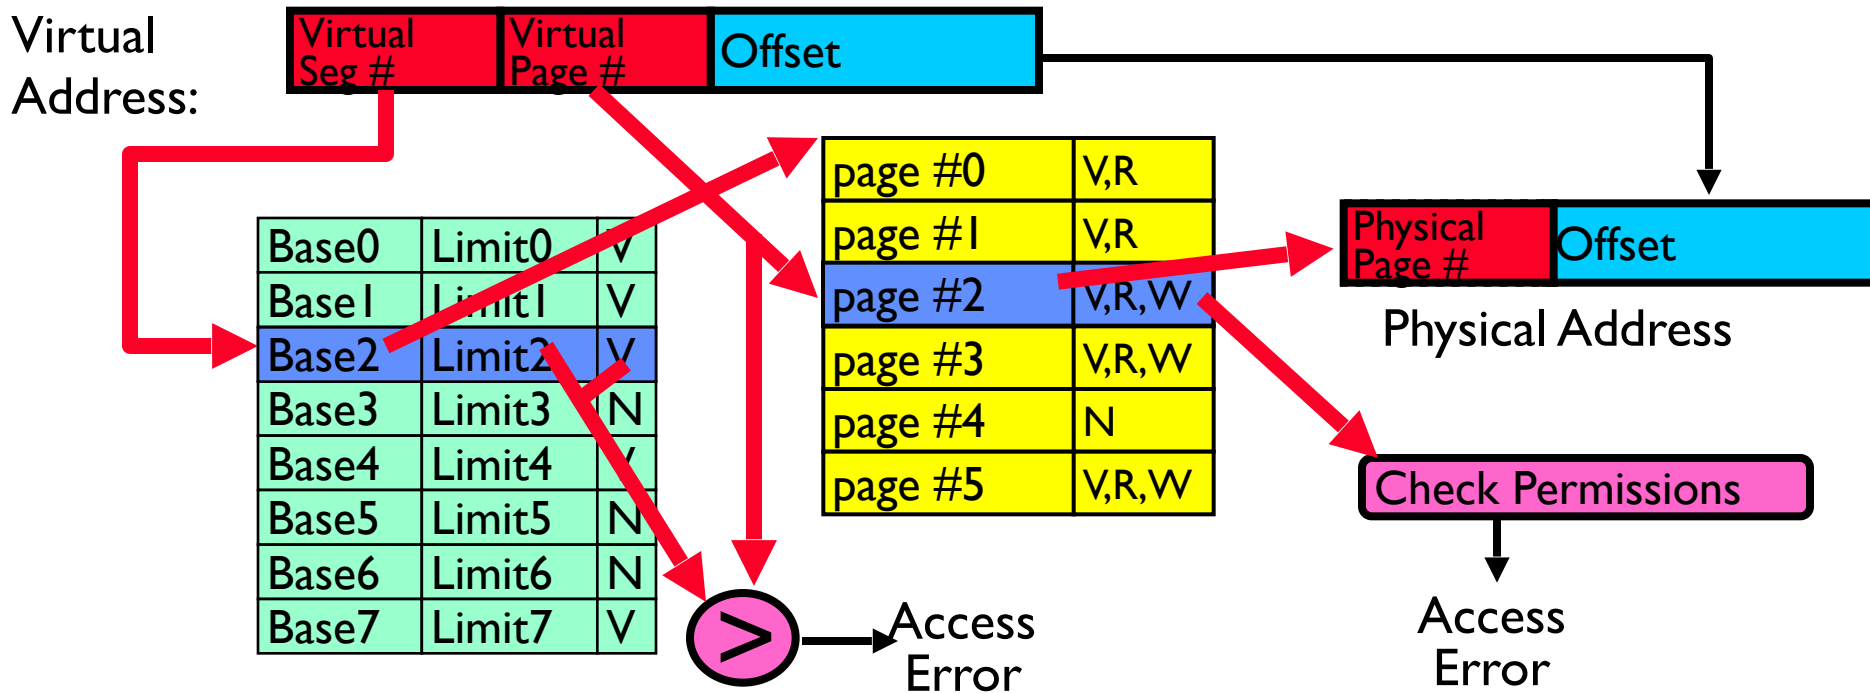 Virtual
Address:
Virtual
Seg #
Virtual
Page #
Offset
page #0 V,R
page #1 V,R
page #2 V,R,W
page #3 V,R,W
page #4 N
page #5 V,R,W
Base0 Limit0 V
Base1 Limit1 V
Base2 Limit2 V
Base3 Limit3 N
Base4 Limit4 V
Base5 Limit5 N
Base6 Limit6 N
Base7 Limit7 V
>
Access
Error
Physical
Page #
Offset
Physical Address
Check Permissions
Access
Error